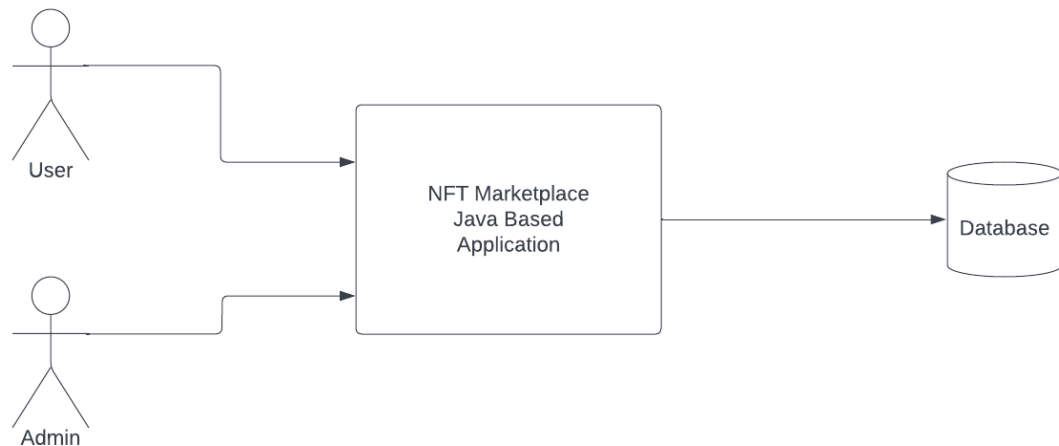 User
NFT Marketplace
Java Based
Application
Database
Admin